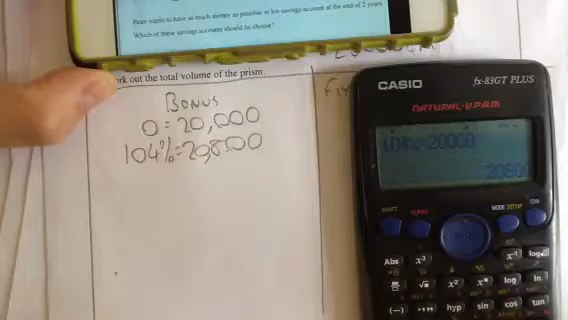 Peter wants to have as much money as possible in his savings account at the end of 2 years
Which of these savings accounts should he choose?
ork out the total volume of the prism.
BONUS
0 = 20,000
104% = 20,800
CASIO
fx-83GT PLUS
NATURAL-V.P.A.M.
SHIFT
ALPHA
MODE SETUP
ON
Abs
x³
x⁻¹
log
√
x²
log
ln
(−)
hyp
sin
cos
tan